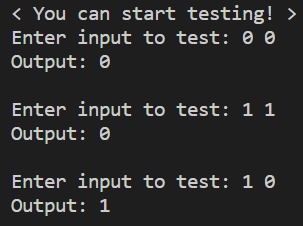 < You can start testing! >
Enter input to test: 0 0
Output: 0
Enter input to test: 1 1
Output: 0
Enter input to test: 1 0
Output: 1